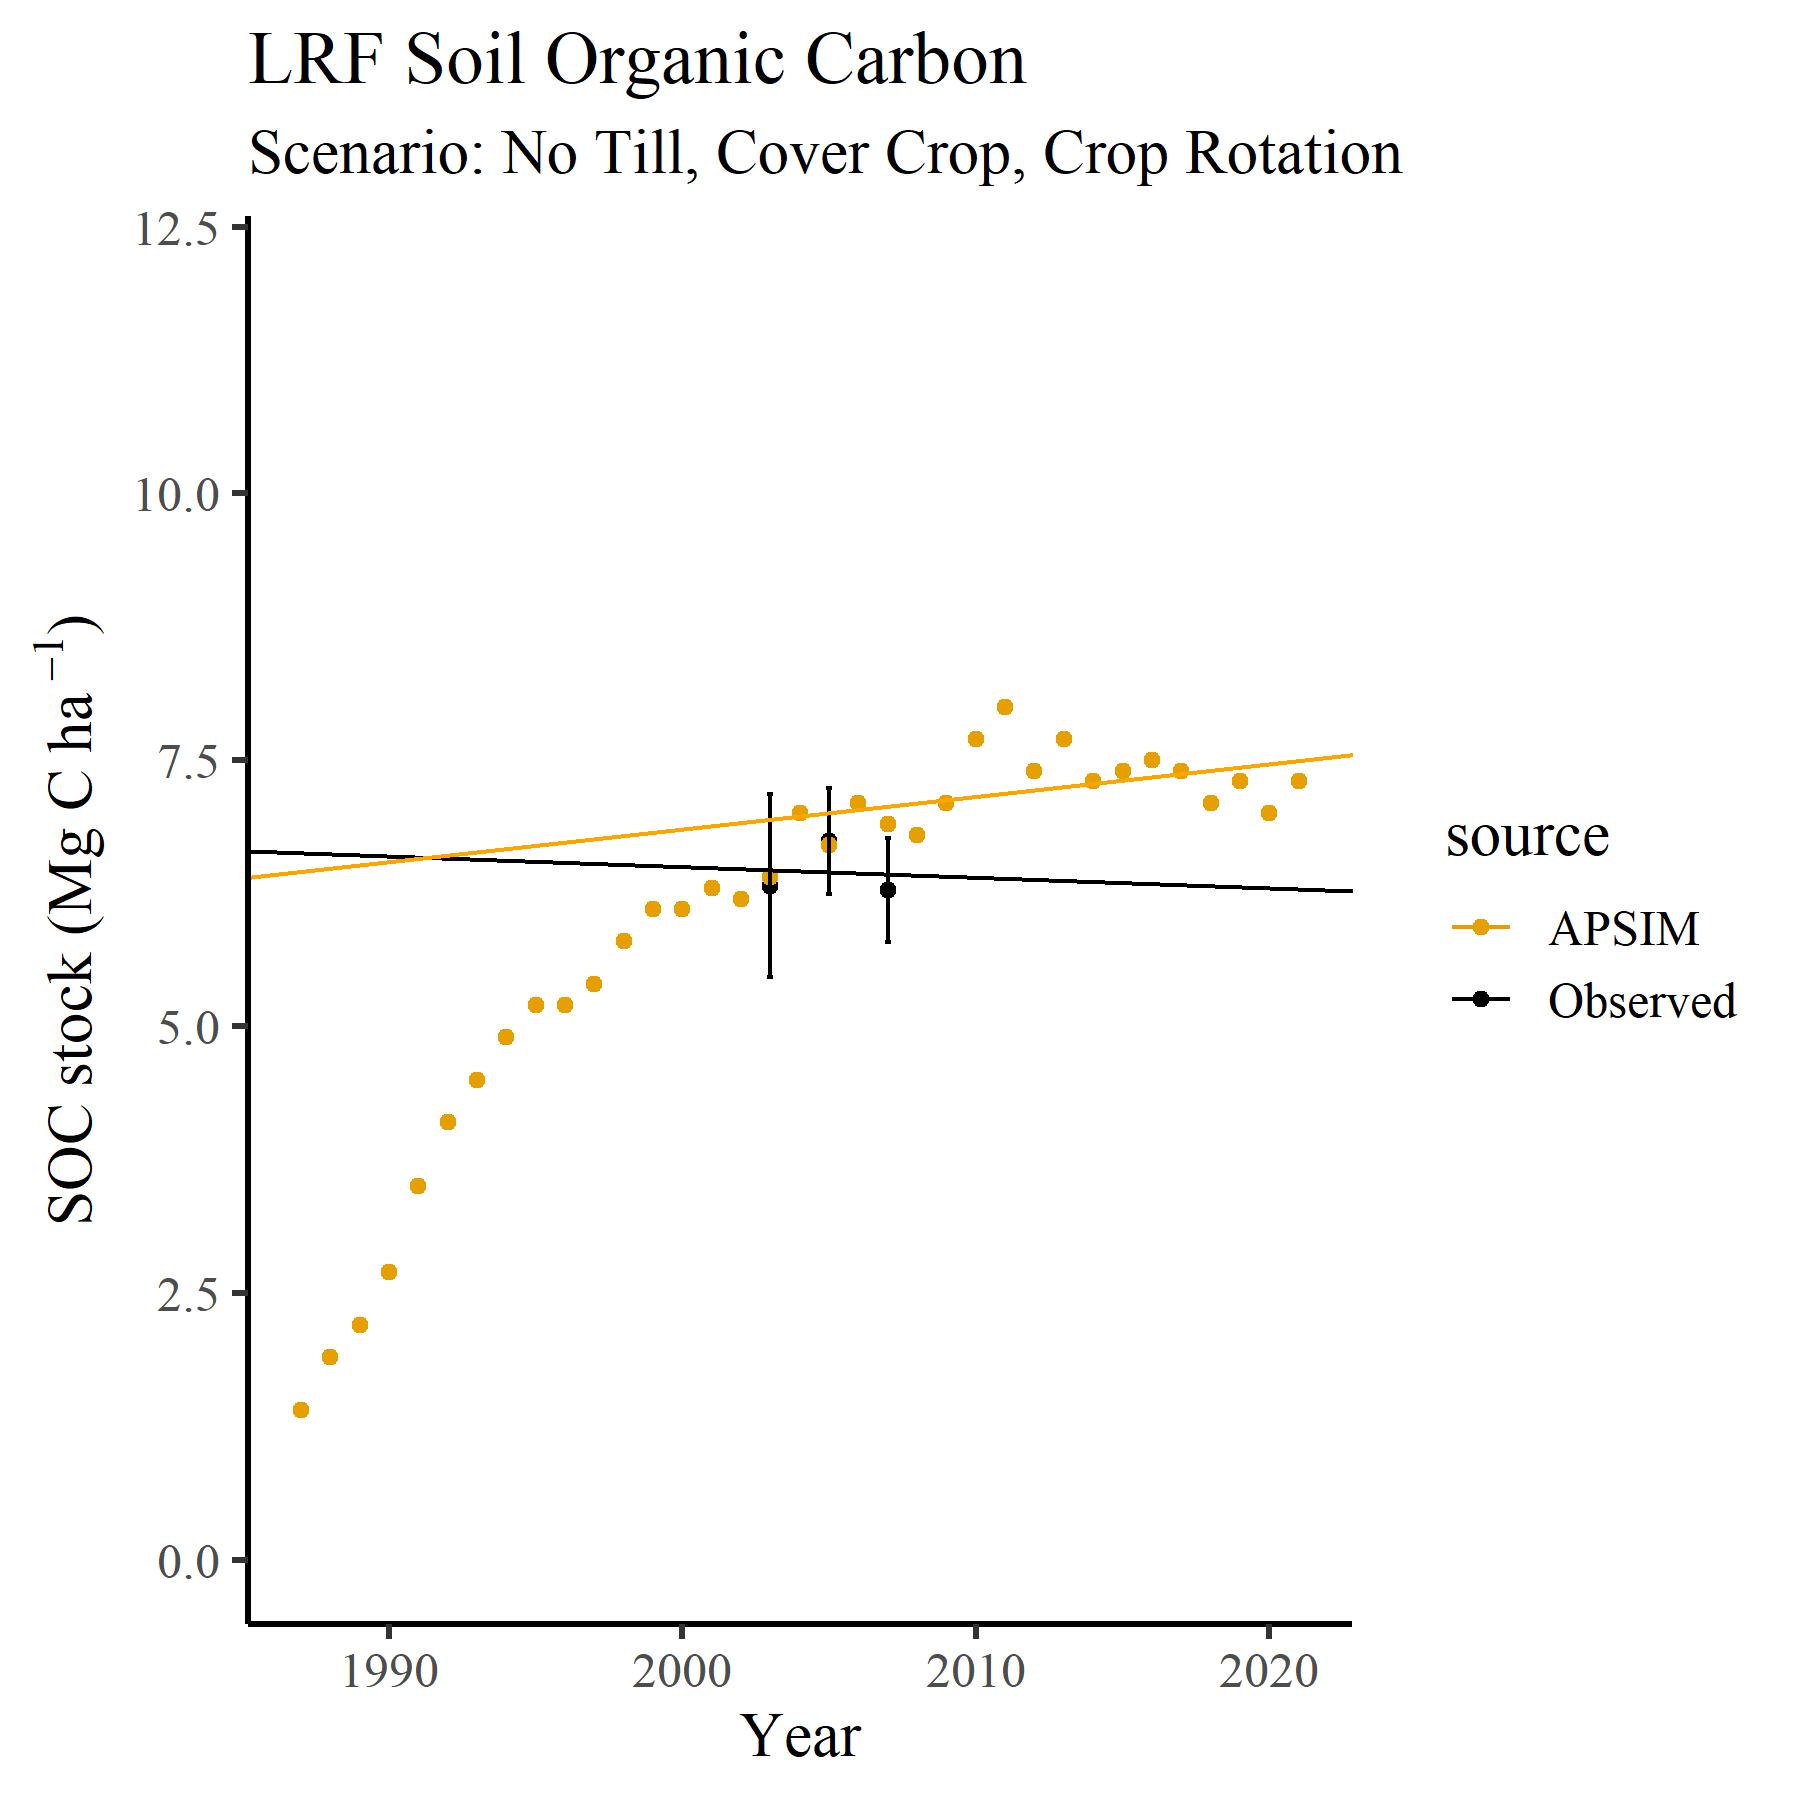 LRF Soil Organic Carbon
Scenario: No Till, Cover Crop, Crop Rotation
12.5
10.0
7.5
5.0
2.5
0.0
SOC stock (Mg C ha⁻¹)
1990 2000 2010 2020
Year
source
APSIM
Observed